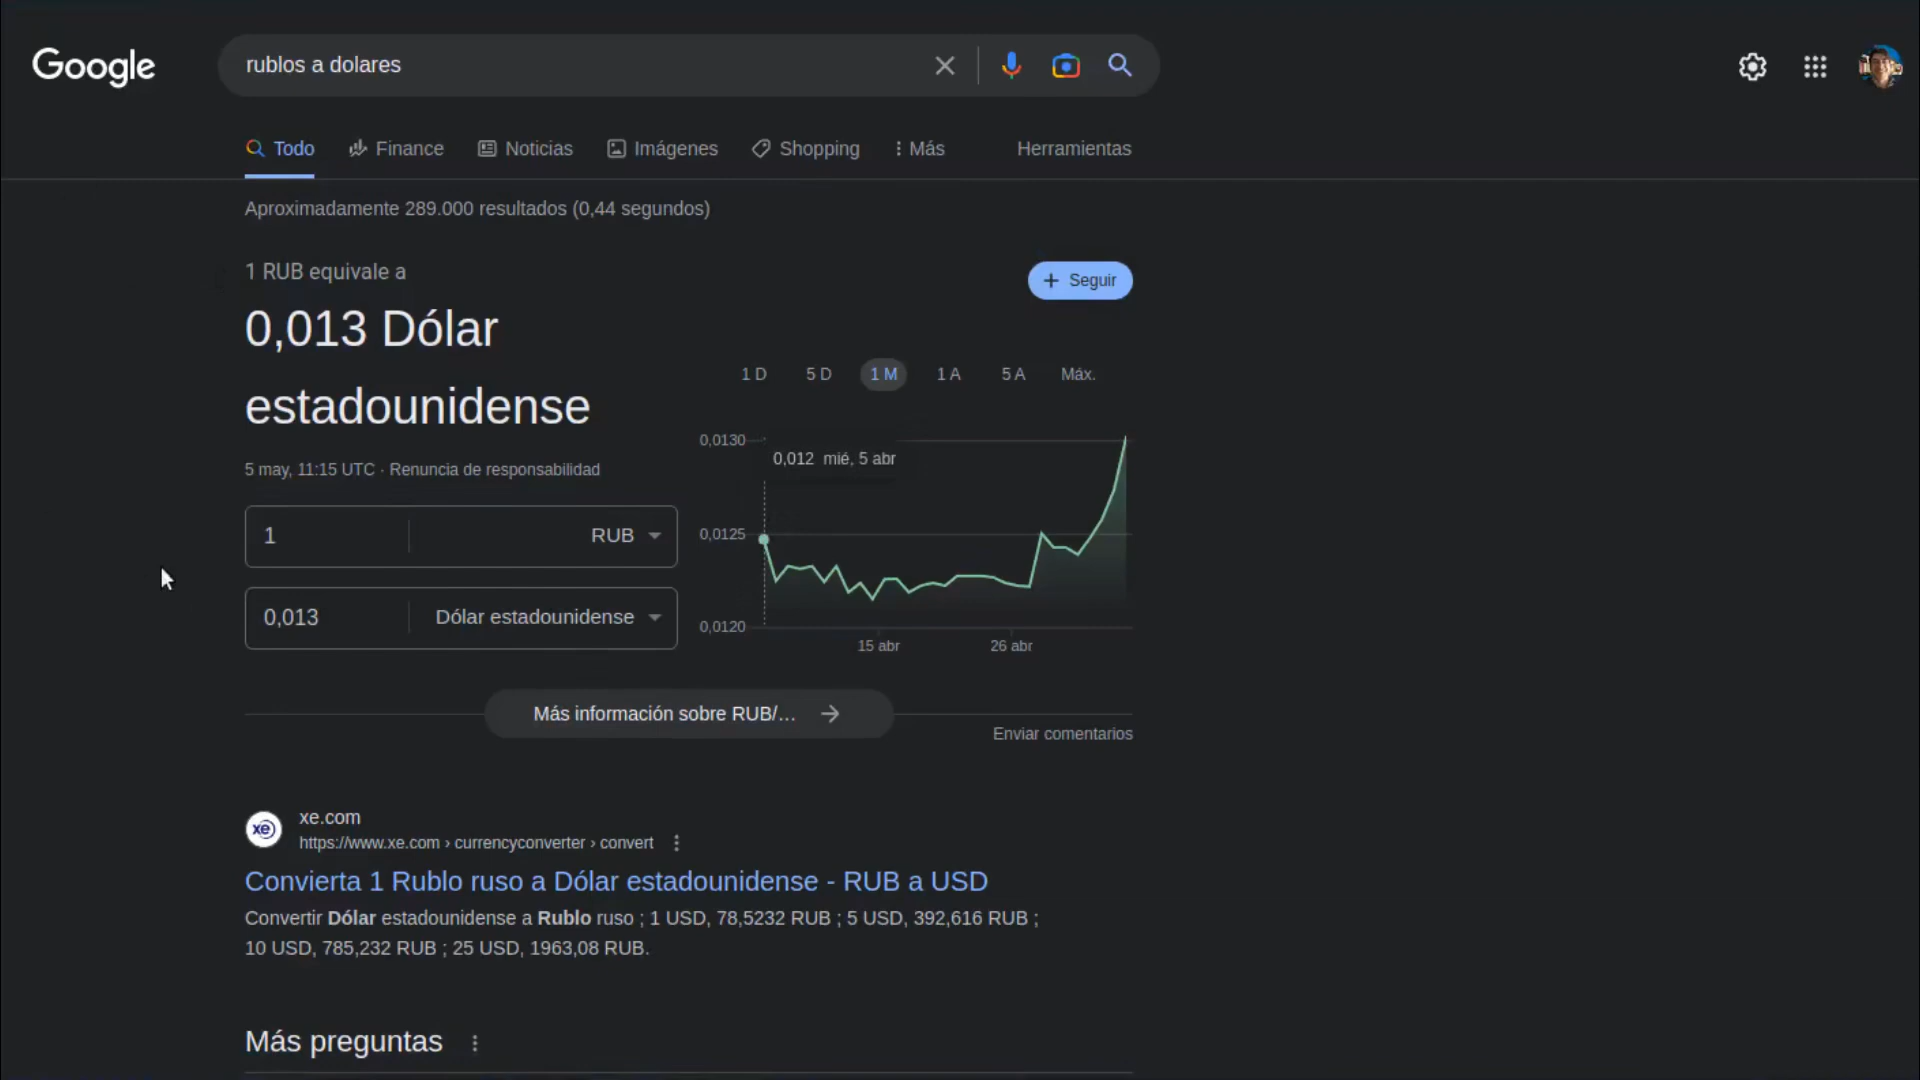 Google
rublos a dolares
Todo
Finance
Noticias
Imágenes
Shopping
Más
Herramientas
Aproximadamente 289.000 resultados (0,44 segundos)
1 RUB equivale a
0,013 Dólar
estadounidense
5 may, 11:15 UTC · Renuncia de responsabilidad
1 RUB
0,013 Dólar estadounidense
+ Seguir
1 D 5 D 1 M 1 A 5 A Máx.
0,0130
0,012 mié, 5 abr
0,0125
0,0120
15 abr 26 abr
Más información sobre RUB/...
Enviar comentarios
xe
xe.com
https://www.xe.com › currencyconverter › convert
Convierta 1 Rublo ruso a Dólar estadounidense - RUB a USD
Convertir Dólar estadounidense a Rublo ruso ; 1 USD, 78,5232 RUB ; 5 USD, 392,616 RUB ;
10 USD, 785,232 RUB ; 25 USD, 1963,08 RUB.
Más preguntas